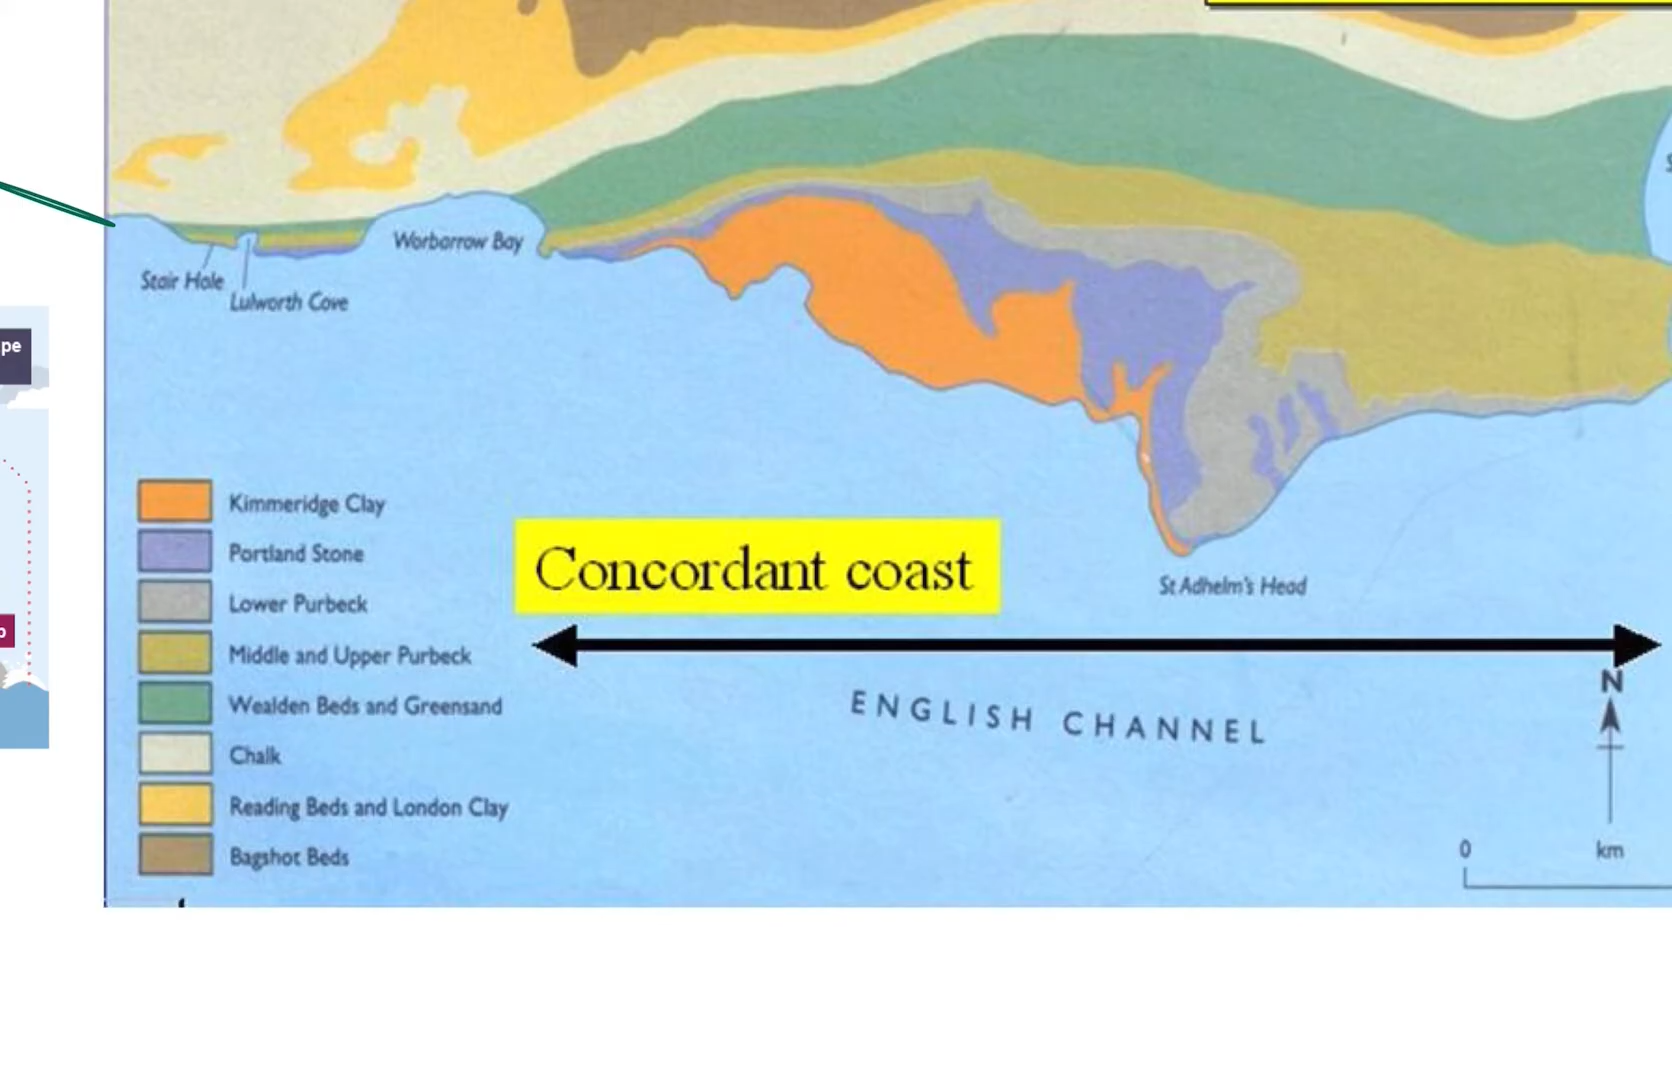 pe
Worbarrow Bay
Stair Hole
Lulworth Cove
Kimmeridge Clay
Portland Stone
Lower Purbeck
Middle and Upper Purbeck
Wealden Beds and Greensand
Chalk
Reading Beds and London Clay
Bagshot Beds
Concordant coast
St Adhelm's Head
ENGLISH CHANNEL
N
0
km